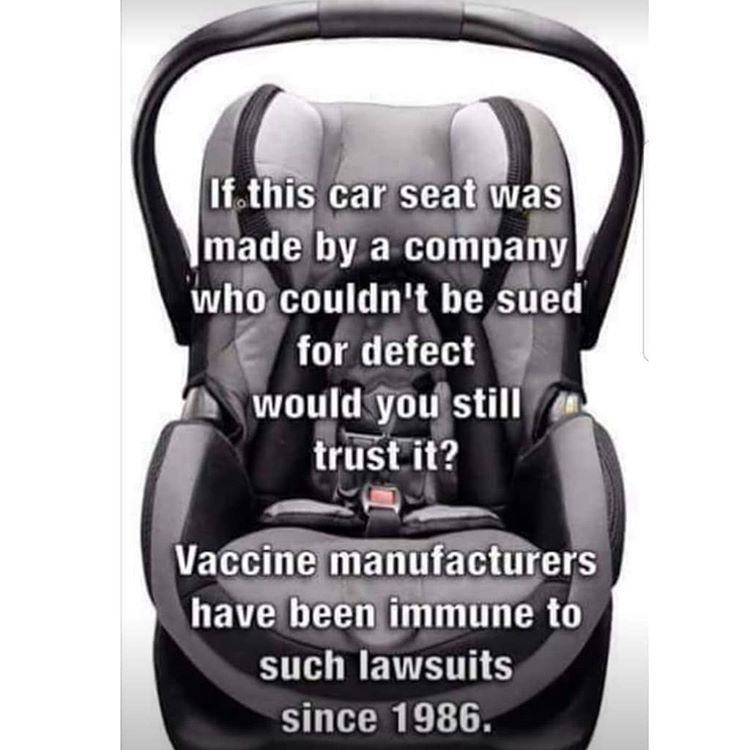 If this car seat was
made by a company
who couldn't be sued
for defect
would you still
trust it?
Vaccine manufacturers
have been immune to
such lawsuits
since 1986.